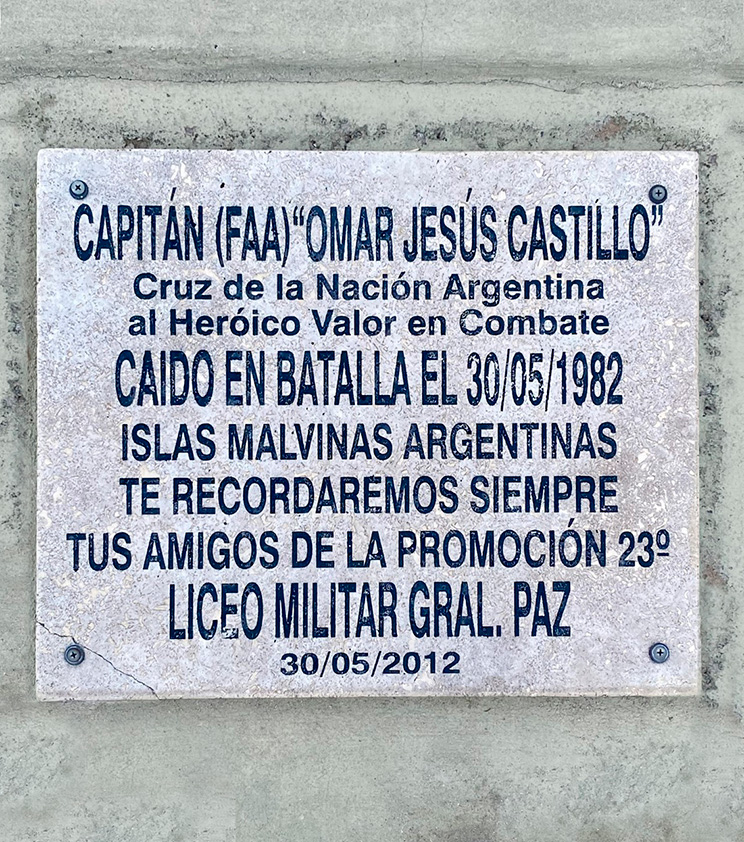 CAPITÁN (FAA) “OMAR JESÚS CASTILLO”
Cruz de la Nación Argentina
al Heróico Valor en Combate
CAIDO EN BATALLA EL 30/05/1982
ISLAS MALVINAS ARGENTINAS
TE RECORDAREMOS SIEMPRE
TUS AMIGOS DE LA PROMOCIÓN 23º
LICEO MILITAR GRAL. PAZ
30/05/2012